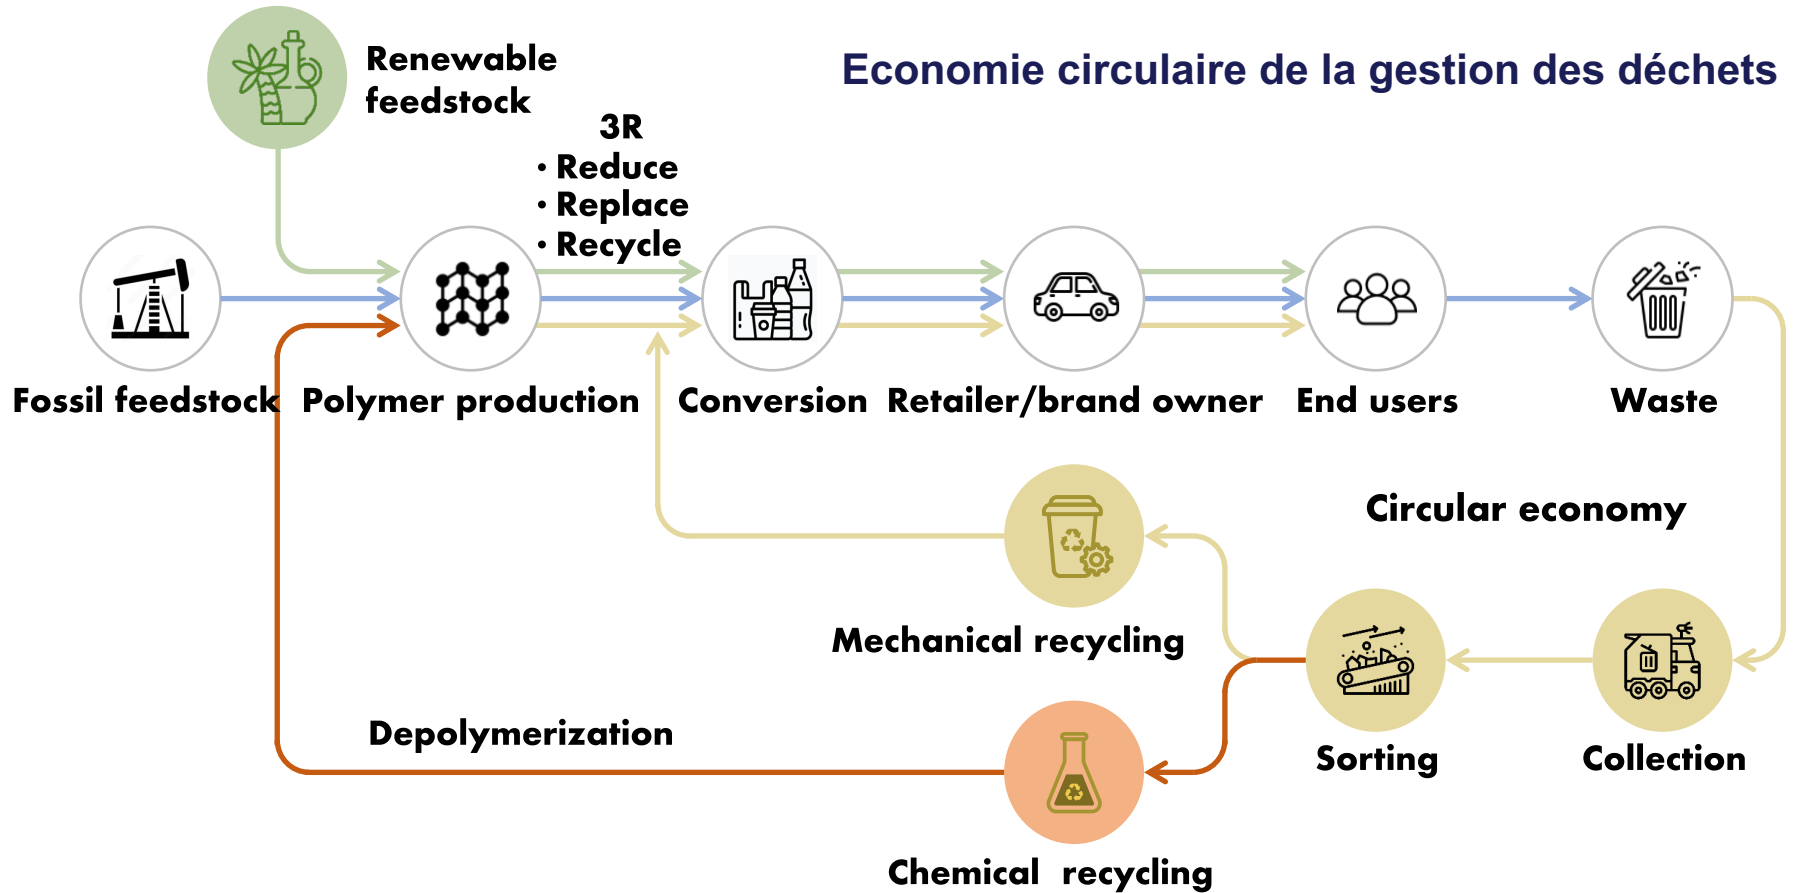 Renewable
feedstock
Economie circulaire de la gestion des déchets
3R
· Reduce
· Replace
· Recycle
Fossil feedstock
Polymer production
Conversion
Retailer/brand owner
End users
Waste
Circular economy
Mechanical recycling
Depolymerization
Sorting
Collection
Chemical recycling